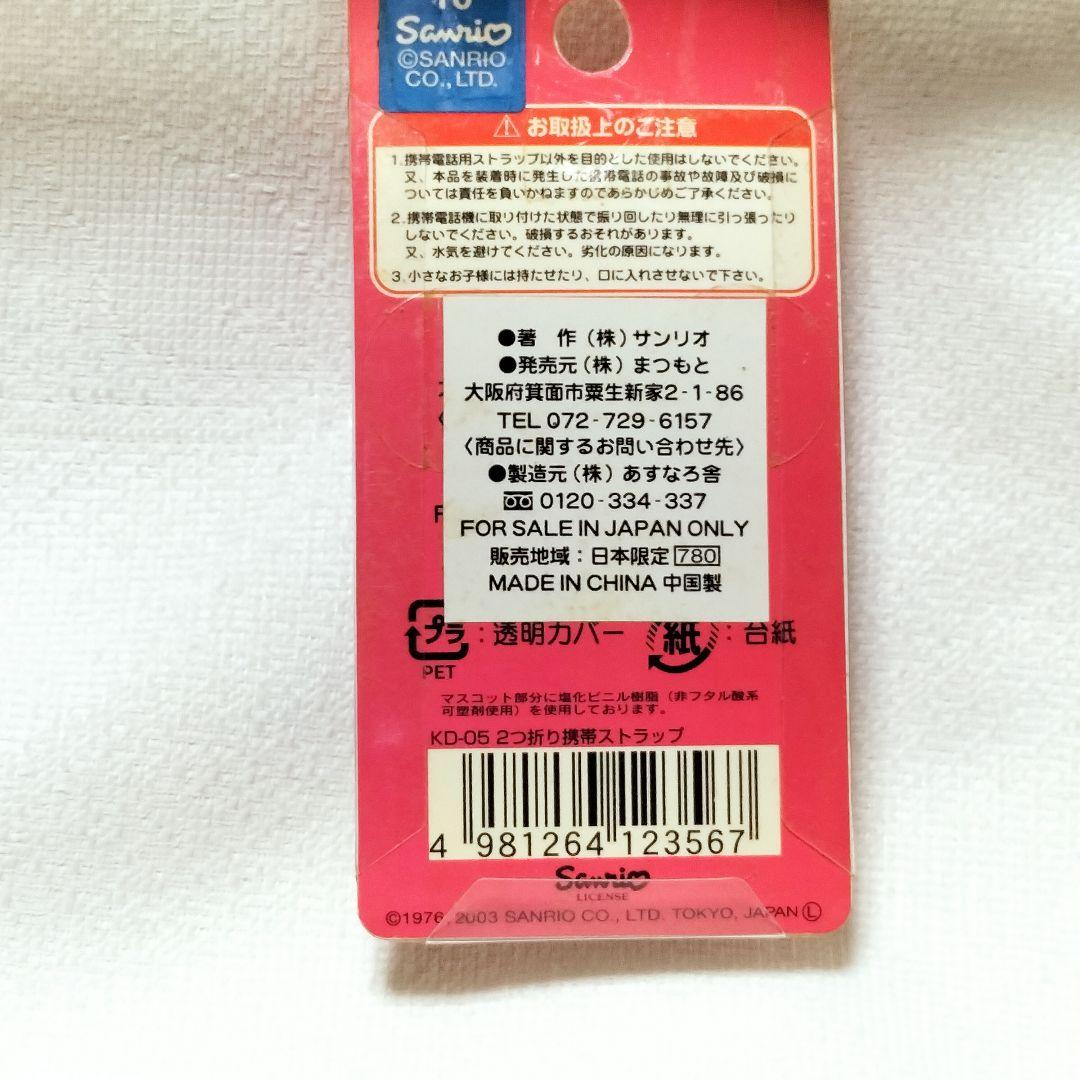 Sanrio
©SANRIO
CO., LTD.
⚠ お取扱上のご注意
1.携帯電話用ストラップ以外を目的とした使用はしないでください。
又、本品を装着時に発生した携帯電話の事故や故障及び破損に
ついては責任を負いかねますのであらかじめご了承ください。
2.携帯電話機に取り付けた状態で振り回したり無理に引っ張ったり
しないでください。破損するおそれがあります。
又、水気を避けてください。劣化の原因になります。
3.小さなお子様には持たせたり、口に入れさせないで下さい。
●著　作(株)サンリオ
●発売元(株)まつもと
大阪府箕面市粟生新家2-1-86
TEL 072-729-6157
〈商品に関するお問い合わせ先〉
●製造元(株)あすなろ舎
0120-334-337
FOR SALE IN JAPAN ONLY
販売地域：日本限定 780
MADE IN CHINA 中国製
プラ：透明カバー 紙：台紙
PET
マスコット部分に塩化ビニル樹脂（非フタル酸系
可塑剤使用）を使用しております。
KD-05 2つ折り携帯ストラップ
4 981264 123567
Sanrio
LICENSE
©1976, 2003 SANRIO CO., LTD. TOKYO, JAPAN Ⓛ